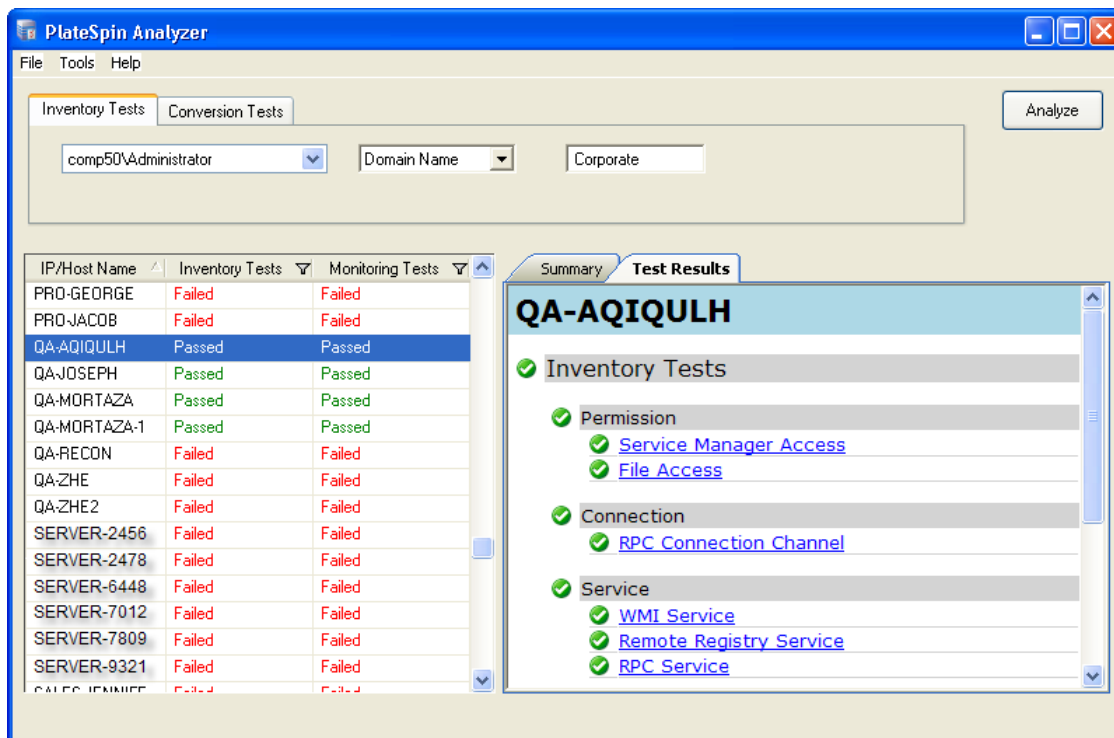 PlateSpin Analyzer
File Tools Help
Inventory Tests Conversion Tests
Analyze
comp50\Administrator Domain Name Corporate
IP/Host Name Inventory Tests Monitoring Tests
PRO-GEORGE Failed Failed
PRO-JACOB Failed Failed
QA-AQIQULH Passed Passed
QA-JOSEPH Passed Passed
QA-MORTAZA Passed Passed
QA-MORTAZA-1 Passed Passed
QA-RECON Failed Failed
QA-ZHE Failed Failed
QA-ZHE2 Failed Failed
SERVER-2456 Failed Failed
SERVER-2478 Failed Failed
SERVER-6448 Failed Failed
SERVER-7012 Failed Failed
SERVER-7809 Failed Failed
SERVER-9321 Failed Failed
Failed Failed
Summary Test Results
QA-AQIQULH
Inventory Tests
Permission
Service Manager Access
File Access
Connection
RPC Connection Channel
Service
WMI Service
Remote Registry Service
RPC Service